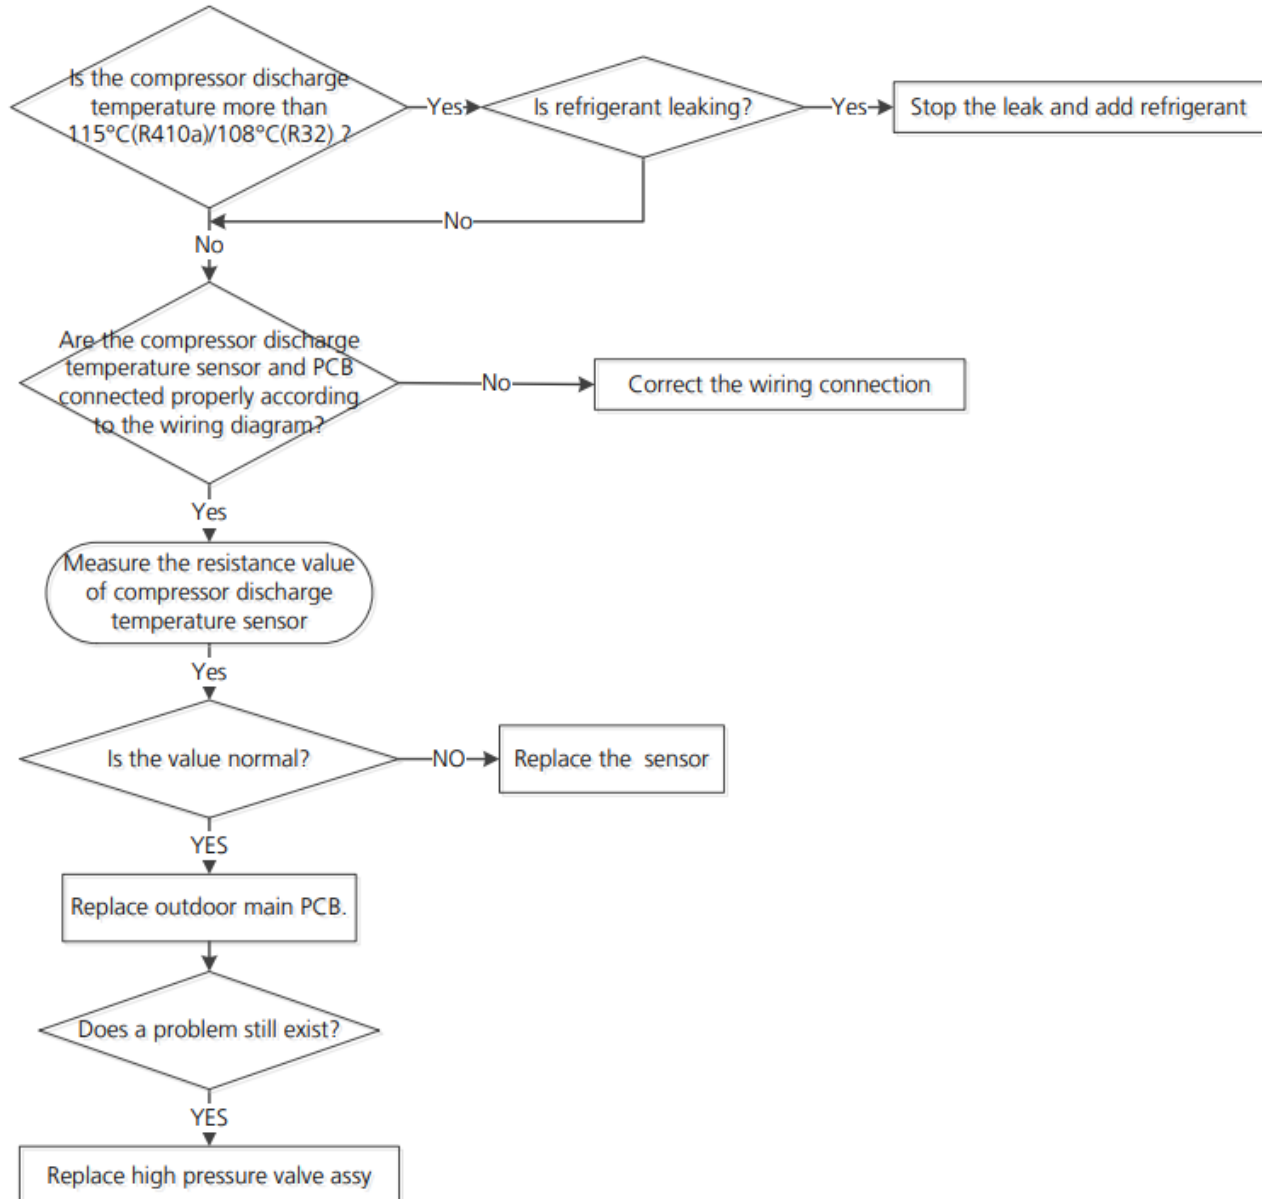 Is the compressor discharge
temperature more than
115°C(R410a)/108°C(R32) ?
Yes
Is refrigerant leaking?
Yes
Stop the leak and add refrigerant
No
No
Are the compressor discharge
temperature sensor and PCB
connected properly according
to the wiring diagram?
No
Correct the wiring connection
Yes
Measure the resistance value
of compressor discharge
temperature sensor
Yes
Is the value normal?
NO
Replace the sensor
YES
Replace outdoor main PCB.
Does a problem still exist?
YES
Replace high pressure valve assy